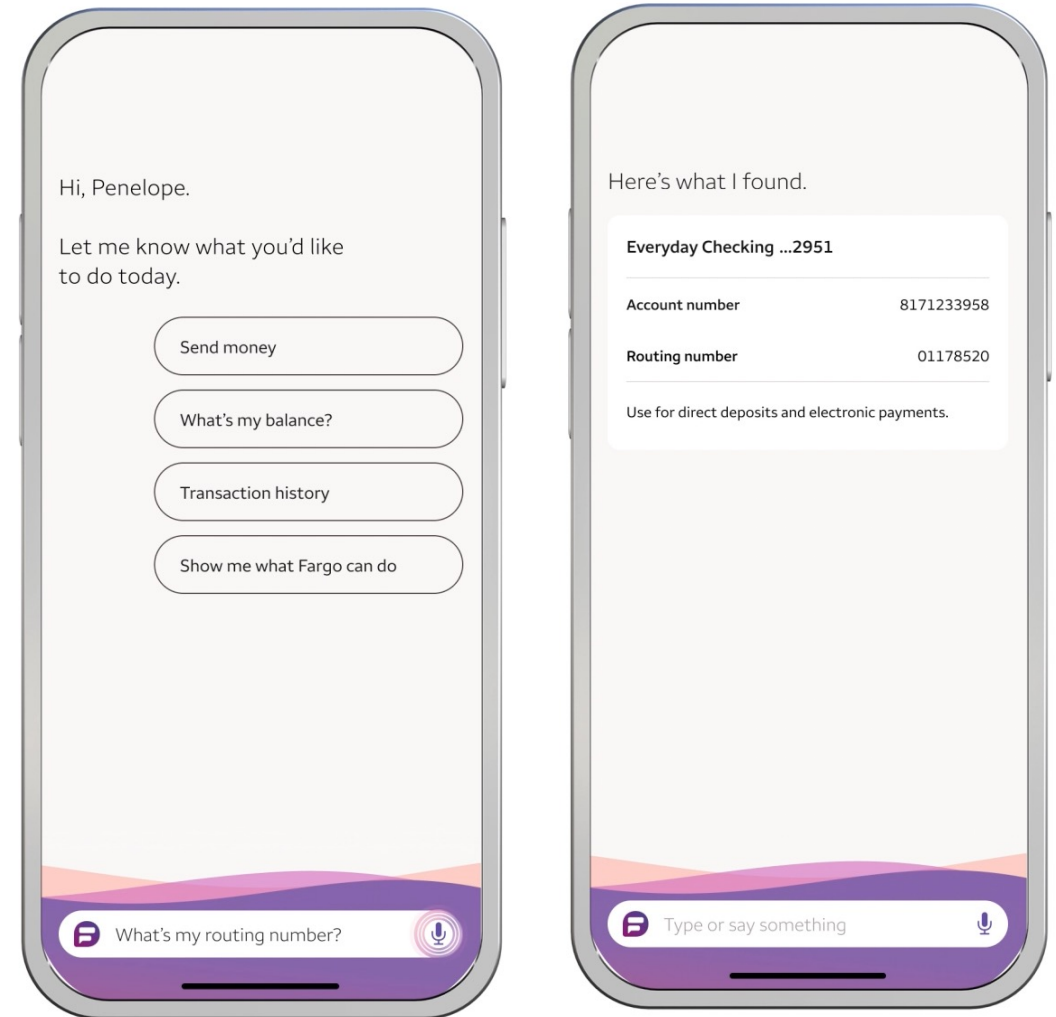 Hi, Penelope.
Let me know what you’d like
to do today.
Send money
What’s my balance?
Transaction history
Show me what Fargo can do
What’s my routing number?
Here’s what I found.
Everyday Checking ...2951
Account number 8171233958
Routing number 01178520
Use for direct deposits and electronic payments.
Type or say something